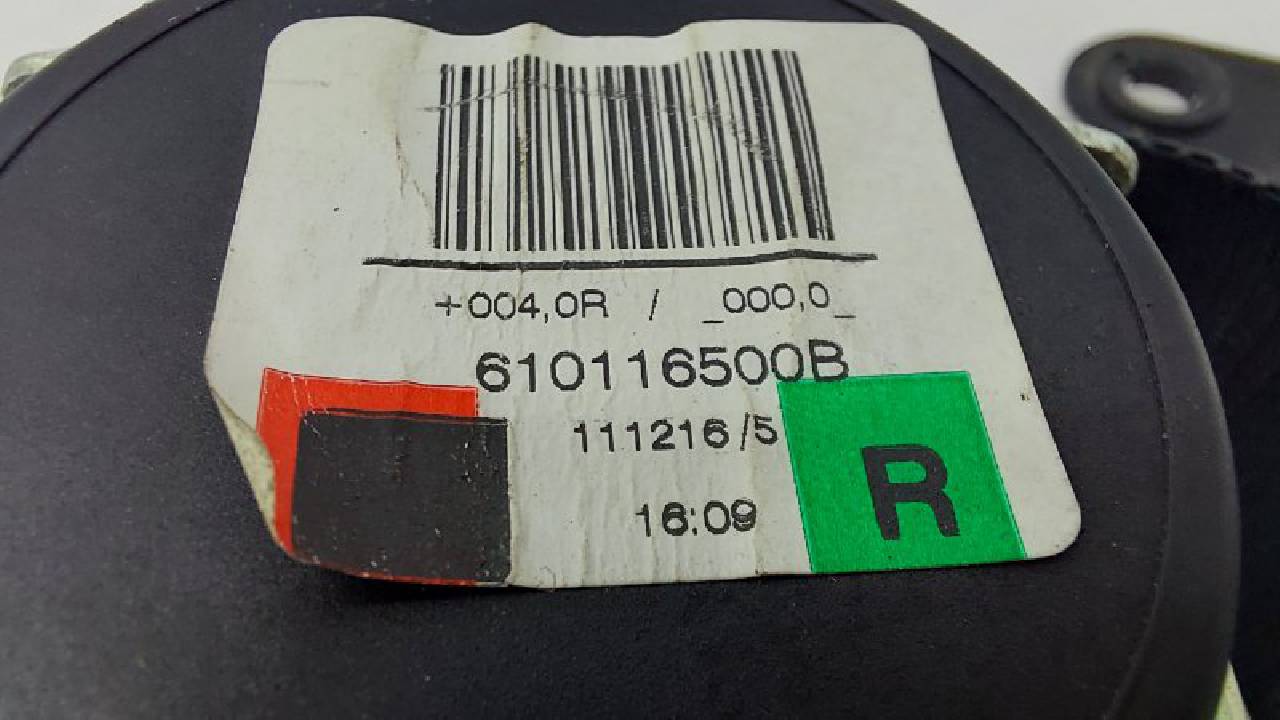 +004,0R / _000,0_
610116500B
111216/5
R
16:09